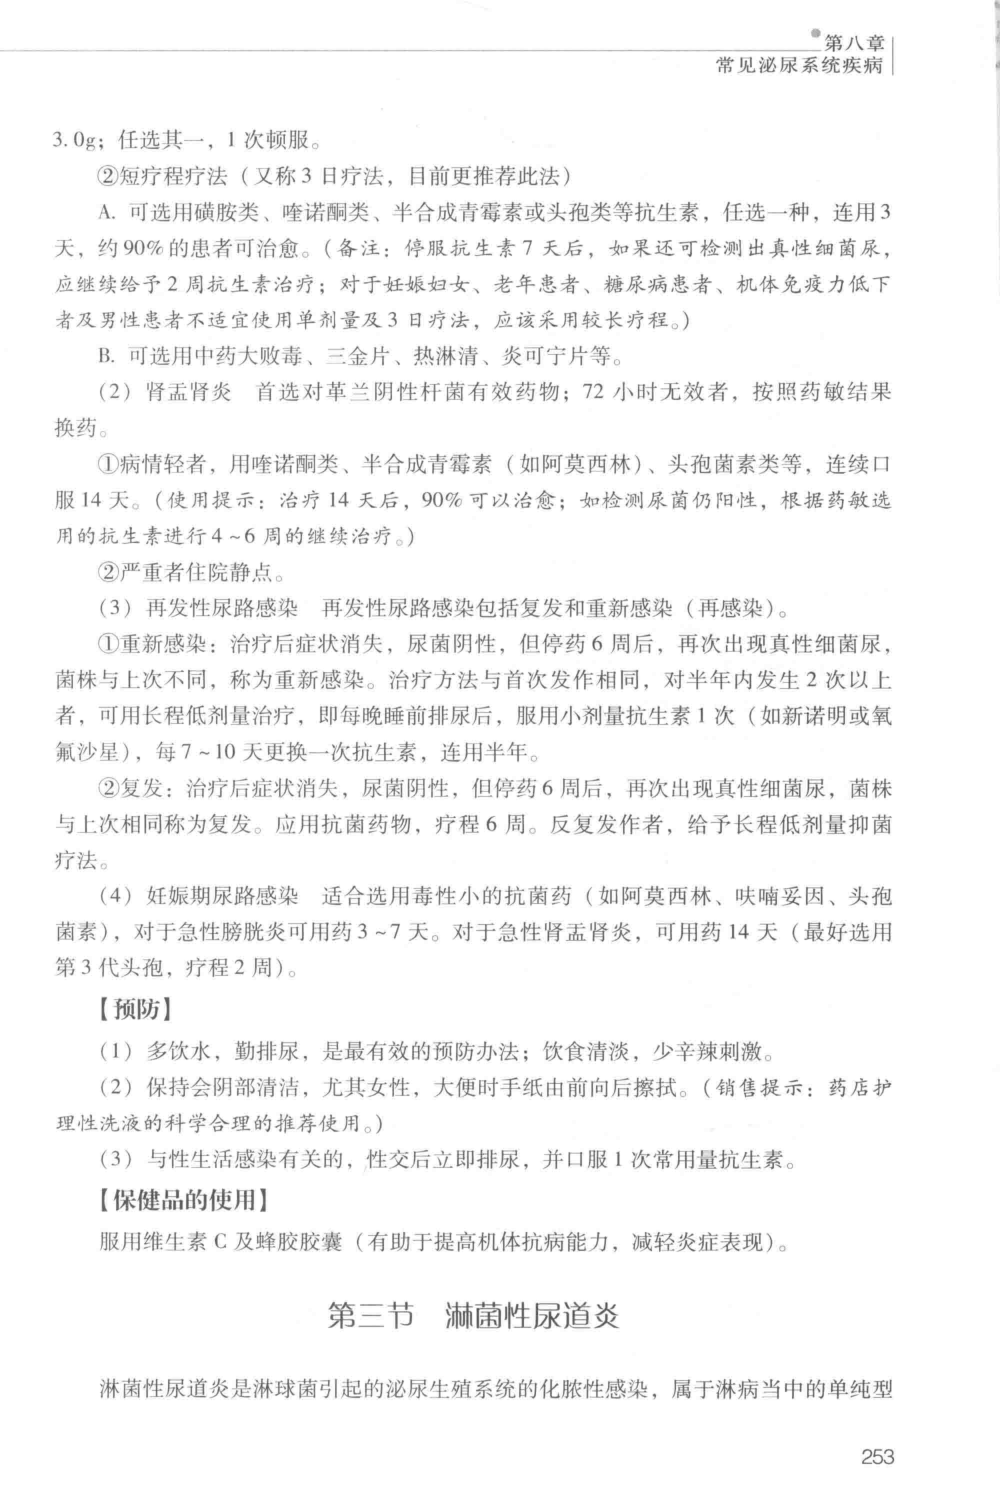 第八章
常见泌尿系统疾病
3.0g；任选其一，1 次顿服。
②短疗程疗法（又称 3 日疗法，目前更推荐此法）
A. 可选用磺胺类、喹诺酮类、半合成青霉素或头孢类等抗生素，任选一种，连用 3
天，约 90% 的患者可治愈。（备注：停服抗生素 7 天后，如果还可检测出真性细菌尿，
应继续给予 2 周抗生素治疗；对于妊娠妇女、老年患者、糖尿病患者、机体免疫力低下
者及男性患者不适宜使用单剂量及 3 日疗法，应该采用较长疗程。）
B. 可选用中药大败毒、三金片、热淋清、炎可宁片等。
（2）肾盂肾炎　首选对革兰阴性杆菌有效药物；72 小时无效者，按照药敏结果
换药。
①病情轻者，用喹诺酮类、半合成青霉素（如阿莫西林）、头孢菌素类等，连续口
服 14 天。（使用提示：治疗 14 天后，90% 可以治愈；如检测尿菌仍阳性，根据药敏选
用的抗生素进行 4～6 周的继续治疗。）
②严重者住院静点。
（3）再发性尿路感染　再发性尿路感染包括复发和重新感染（再感染）。
①重新感染：治疗后症状消失，尿菌阴性，但停药 6 周后，再次出现真性细菌尿，
菌株与上次不同，称为重新感染。治疗方法与首次发作相同，对半年内发生 2 次以上
者，可用长程低剂量治疗，即每晚睡前排尿后，服用小剂量抗生素 1 次（如新诺明或氧
氟沙星），每 7～10 天更换一次抗生素，连用半年。
②复发：治疗后症状消失，尿菌阴性，但停药 6 周后，再次出现真性细菌尿，菌株
与上次相同称为复发。应用抗菌药物，疗程 6 周。反复发作者，给予长程低剂量抑菌
疗法。
（4）妊娠期尿路感染　适合选用毒性小的抗菌药（如阿莫西林、呋喃妥因、头孢
菌素），对于急性膀胱炎可用药 3～7 天。对于急性肾盂肾炎，可用药 14 天（最好选用
第 3 代头孢，疗程 2 周）。
【预防】
（1）多饮水，勤排尿，是最有效的预防办法；饮食清淡，少辛辣刺激。
（2）保持会阴部清洁，尤其女性，大便时手纸由前向后擦拭。（销售提示：药店护
理性洗液的科学合理的推荐使用。）
（3）与性生活感染有关的，性交后立即排尿，并口服 1 次常用量抗生素。
【保健品的使用】
服用维生素 C 及蜂胶胶囊（有助于提高机体抗病能力，减轻炎症表现）。
第三节　淋菌性尿道炎
淋菌性尿道炎是淋球菌引起的泌尿生殖系统的化脓性感染，属于淋病当中的单纯型
253